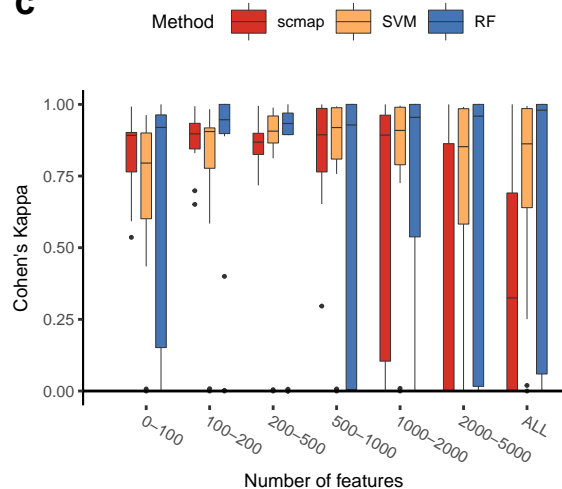 c
Method scmap SVM RF
1.00
0.75
0.50
0.25
0.00
Cohen's Kappa
0–100
100–200
200–500
500–1000
1000–2000
2000–5000
ALL
Number of features